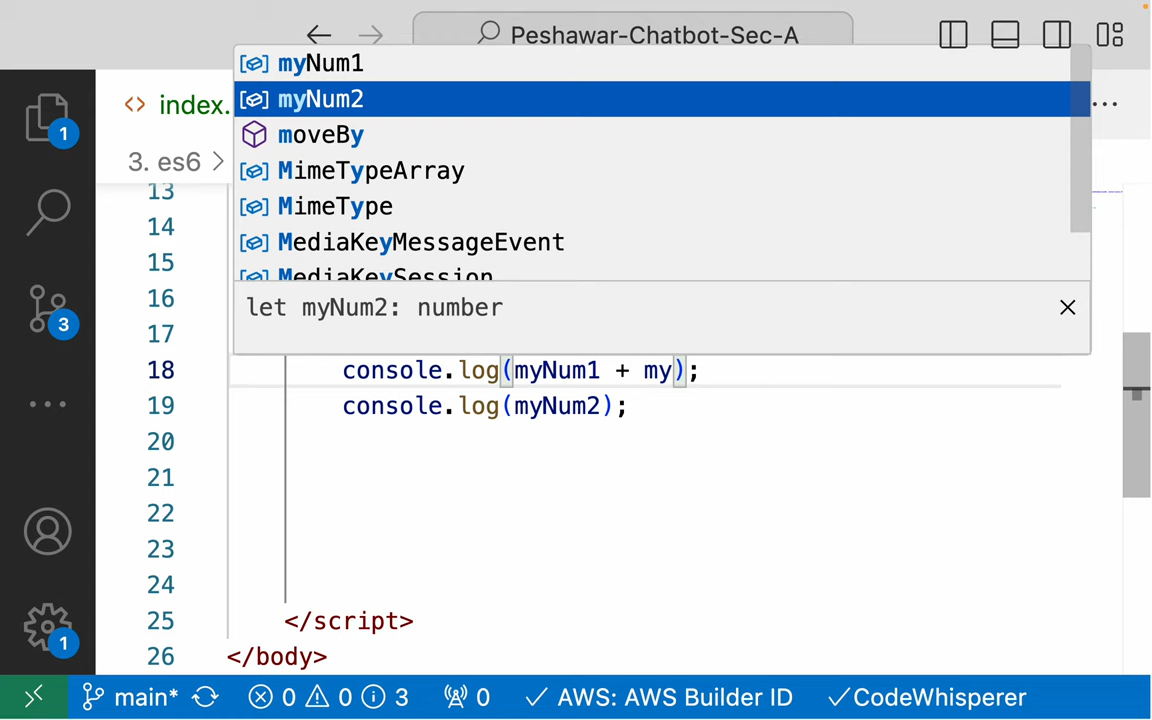 Peshawar-Chatbot-Sec-A
index.
3. es6 >
myNum1
myNum2
moveBy
MimeTypeArray
MimeType
MediaKeyMessageEvent
MediaKeySession
let myNum2: number
1
3
1
13
14
15
16
17
18 console.log(myNum1 + my);
19 console.log(myNum2);
20
21
22
23
24
25 </script>
26 </body>
main* 0 0 3 0 AWS: AWS Builder ID CodeWhisperer